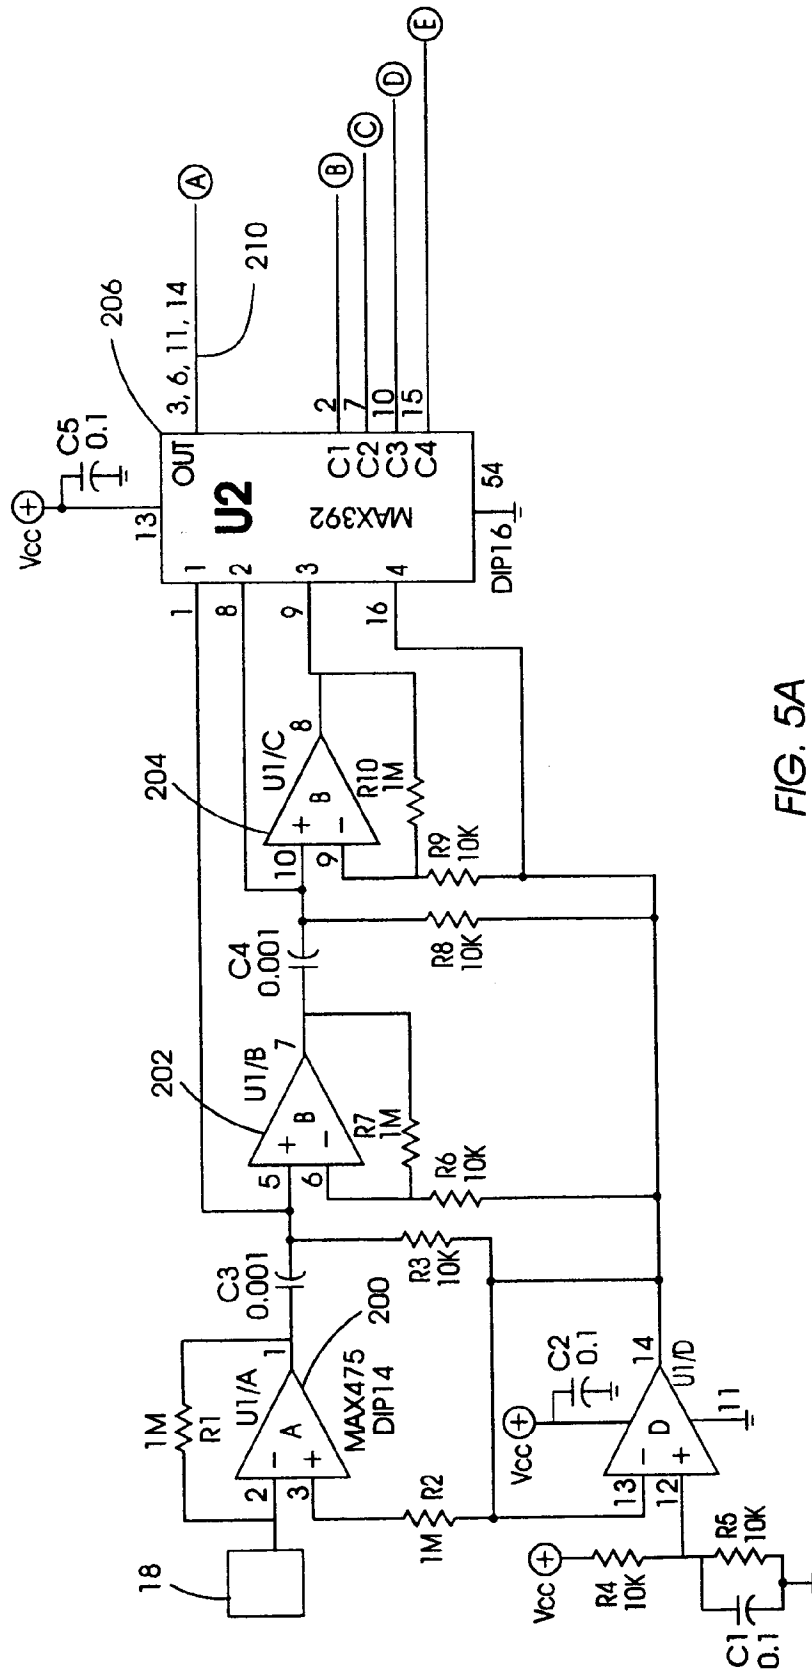 18
1M
R1
2
3
U1/A
A
−
+
1
MAX475
DIP14
200
1M
R2
C3
0.001
R3
10K
202
U1/B
5
6
B
+
−
7
R7
1M
R6
10K
C4
0.001
R8
10K
204
U1/C
10
9
B
+
−
8
R10
1M
R9
10K
Vcc
+
R4
10K
C1
0.1
R5
10K
13
12
D
−
+
Vcc
+
C2
0.1
14
U1/D
11
Vcc
+
C5
0.1
13
206
1
8
9
16
1
2
3
4
OUT
U2
MAX392
C1
C2
C3
C4
DIP16
54
3, 6, 11, 14
210
2
7
10
15
A
B
C
D
E
FIG. 5A